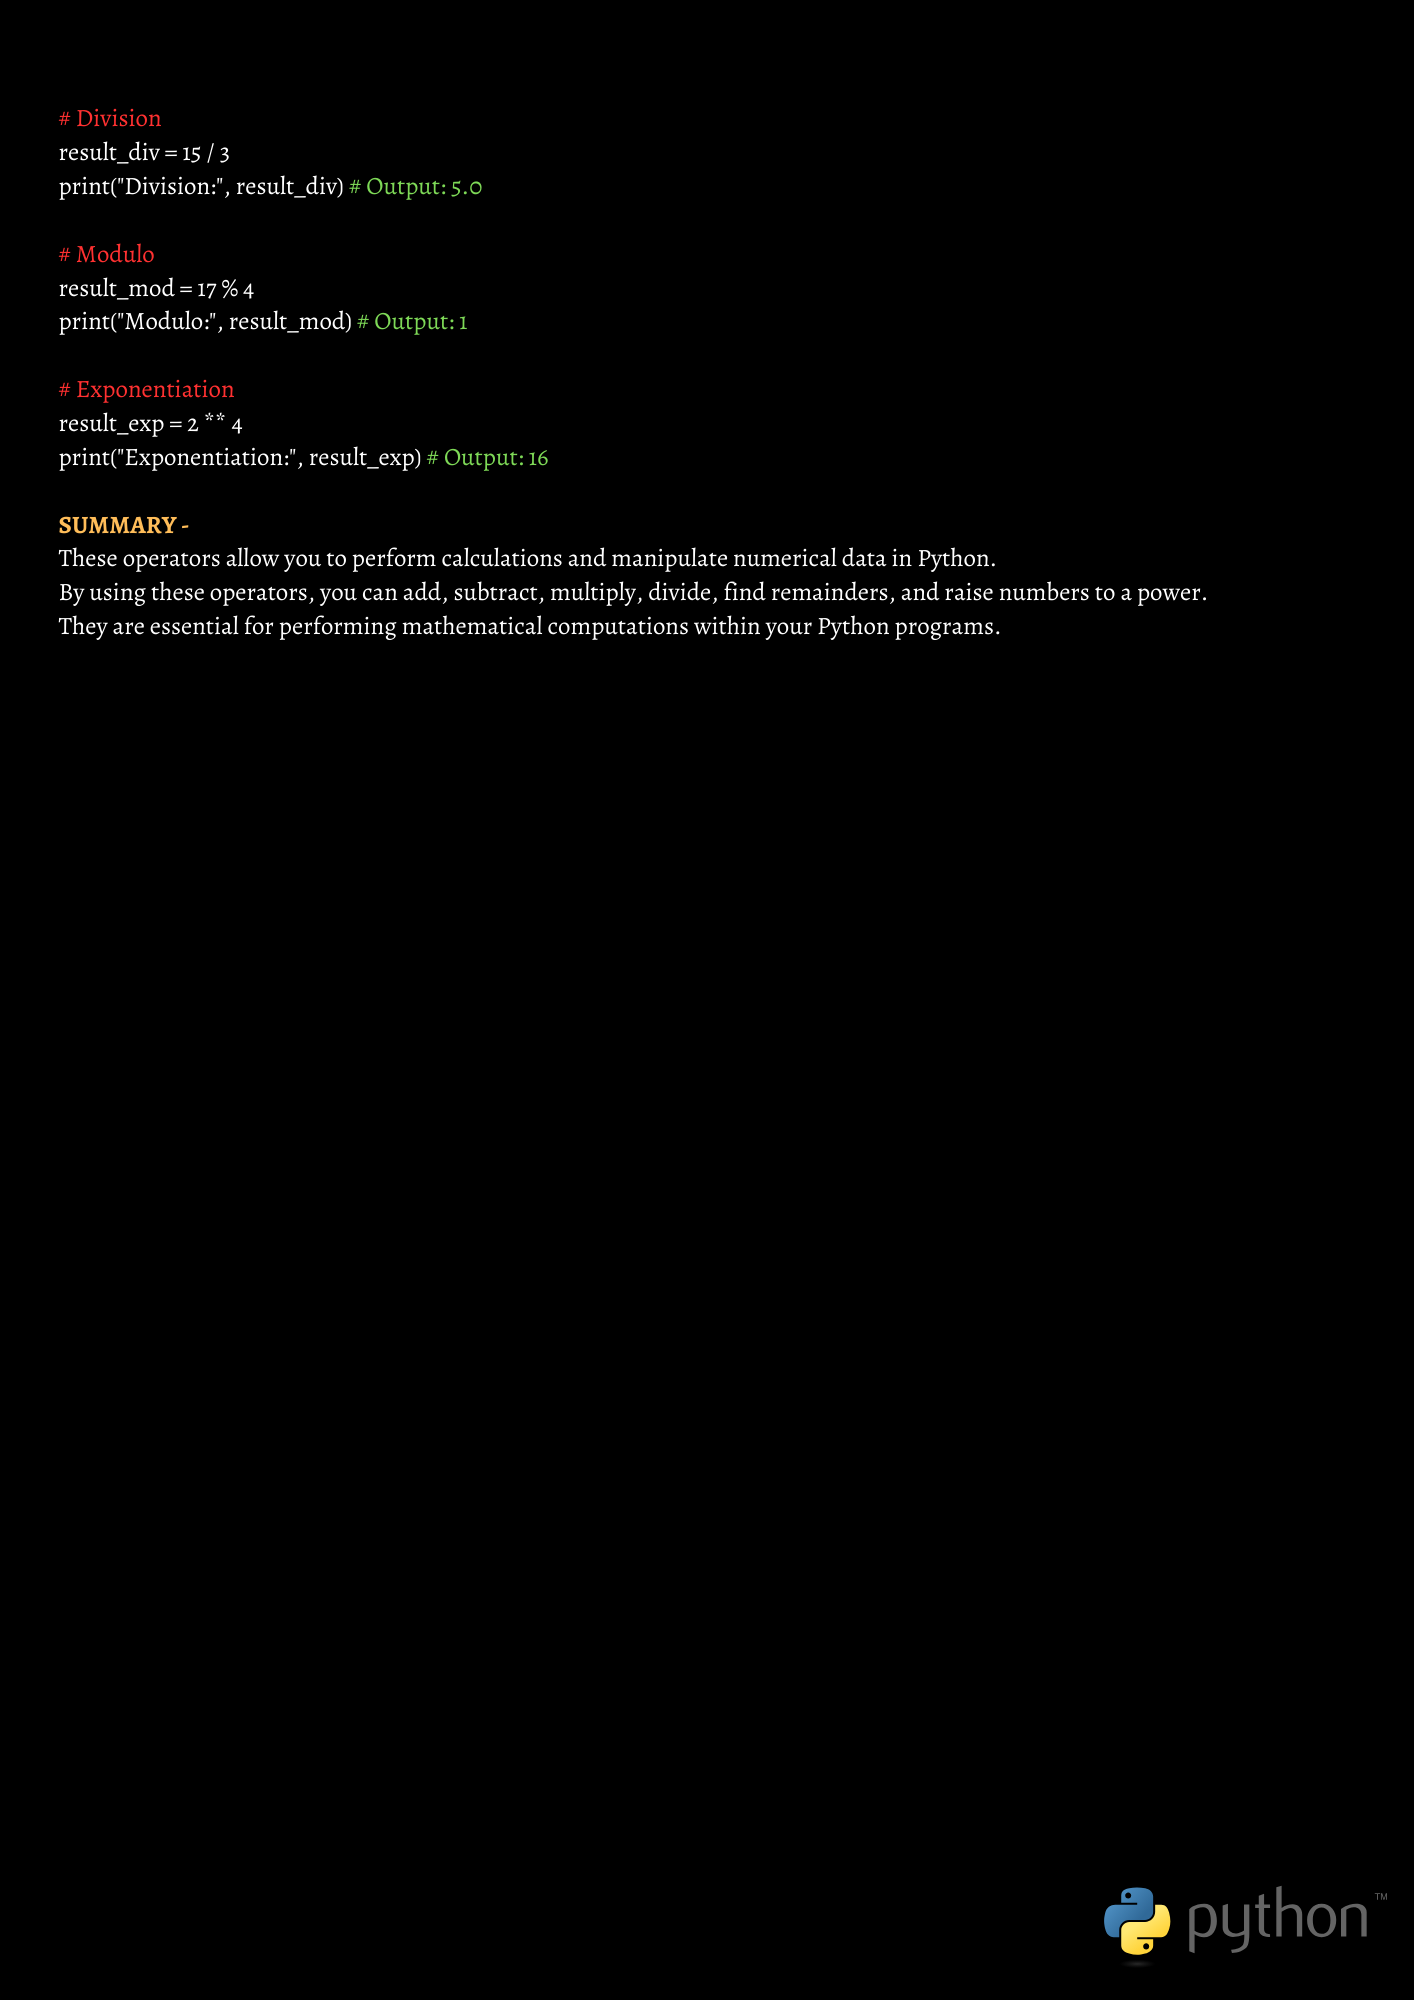 # Division
result_div = 15 / 3
print("Division:", result_div) # Output: 5.0
# Modulo
result_mod = 17 % 4
print("Modulo:", result_mod) # Output: 1
# Exponentiation
result_exp = 2 ** 4
print("Exponentiation:", result_exp) # Output: 16
SUMMARY -
These operators allow you to perform calculations and manipulate numerical data in Python.
By using these operators, you can add, subtract, multiply, divide, find remainders, and raise numbers to a power.
They are essential for performing mathematical computations within your Python programs.
python™